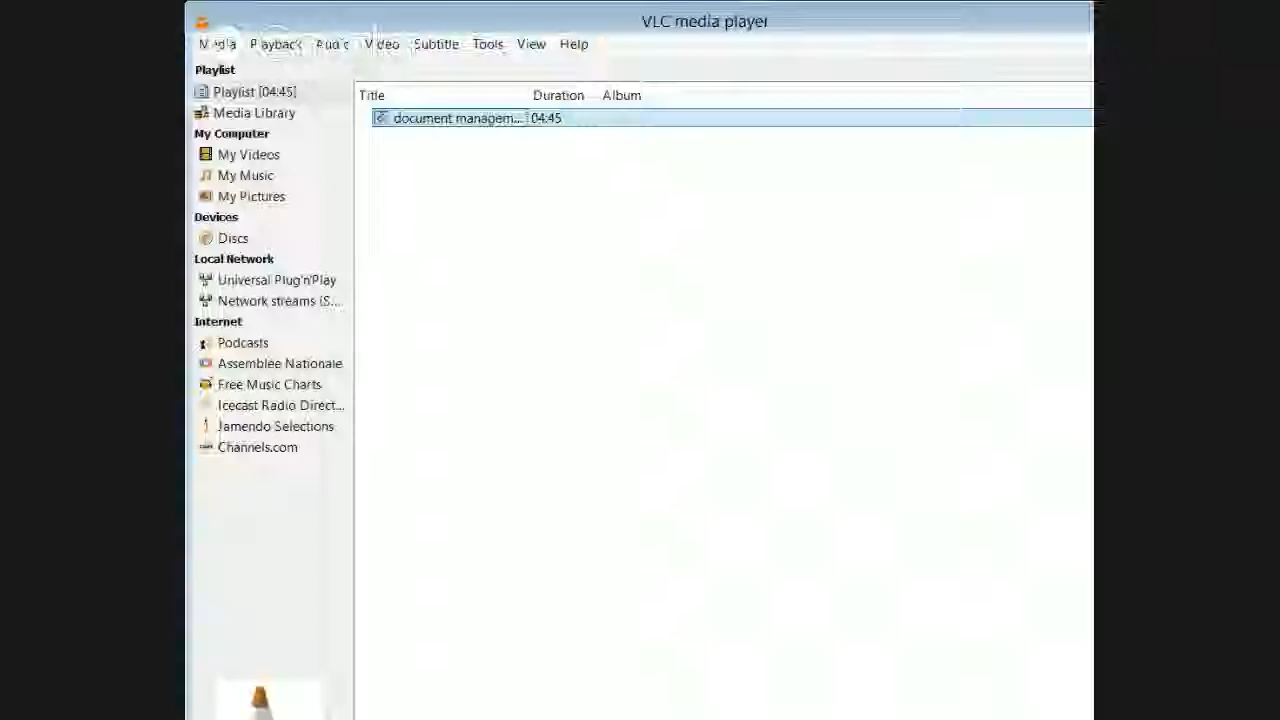 VLC media player
Media Playback Audio Video Subtitle Tools View Help
Playlist
Playlist [04:45]
Media Library
My Computer
My Videos
My Music
My Pictures
Devices
Discs
Local Network
Universal Plug'n'Play
Network streams (S...
Internet
Podcasts
Assemblee Nationale
Free Music Charts
Icecast Radio Direct...
Jamendo Selections
Channels.com
Title Duration Album
document managem... 04:45